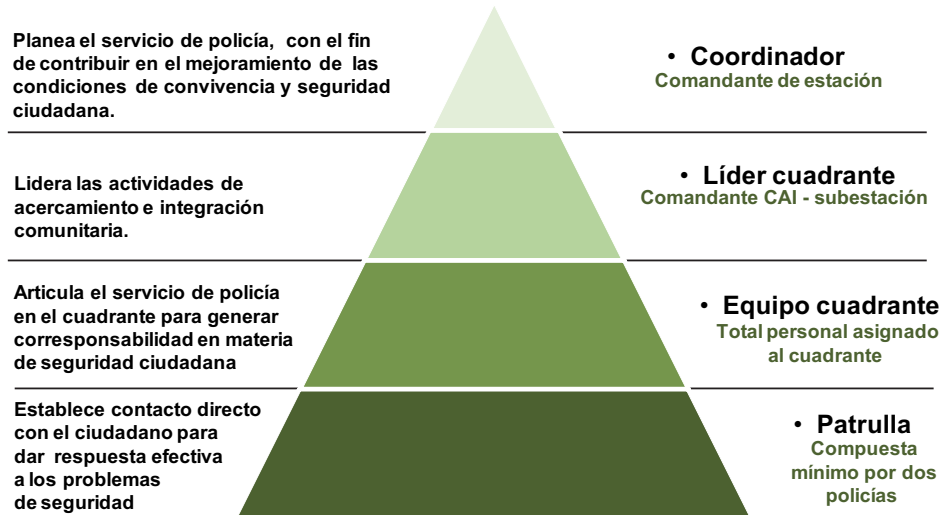 Planea el servicio de policía, con el fin
de contribuir en el mejoramiento de las
condiciones de convivencia y seguridad
ciudadana.
• Coordinador
Comandante de estación
Lidera las actividades de
acercamiento e integración
comunitaria.
• Líder cuadrante
Comandante CAI - subestación
Articula el servicio de policía
en el cuadrante para generar
corresponsabilidad en materia
de seguridad ciudadana
• Equipo cuadrante
Total personal asignado
al cuadrante
Establece contacto directo
con el ciudadano para
dar respuesta efectiva
a los problemas
de seguridad
• Patrulla
Compuesta
mínimo por dos
policías